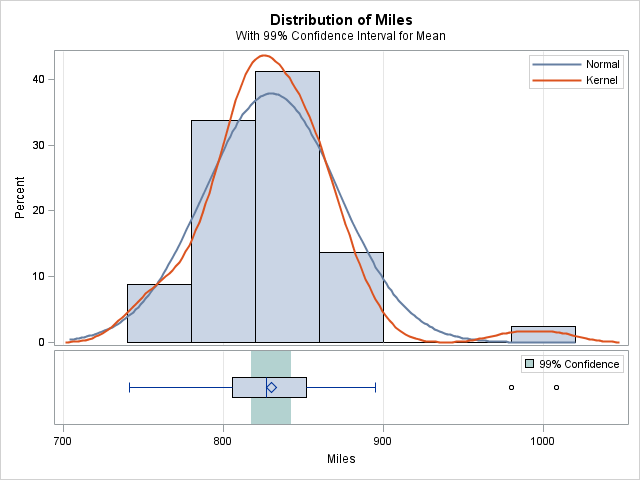 Distribution of Miles
With 99% Confidence Interval for Mean
Normal
Kernel
40
30
20
10
0
Percent
99% Confidence
700 800 900 1000
Miles